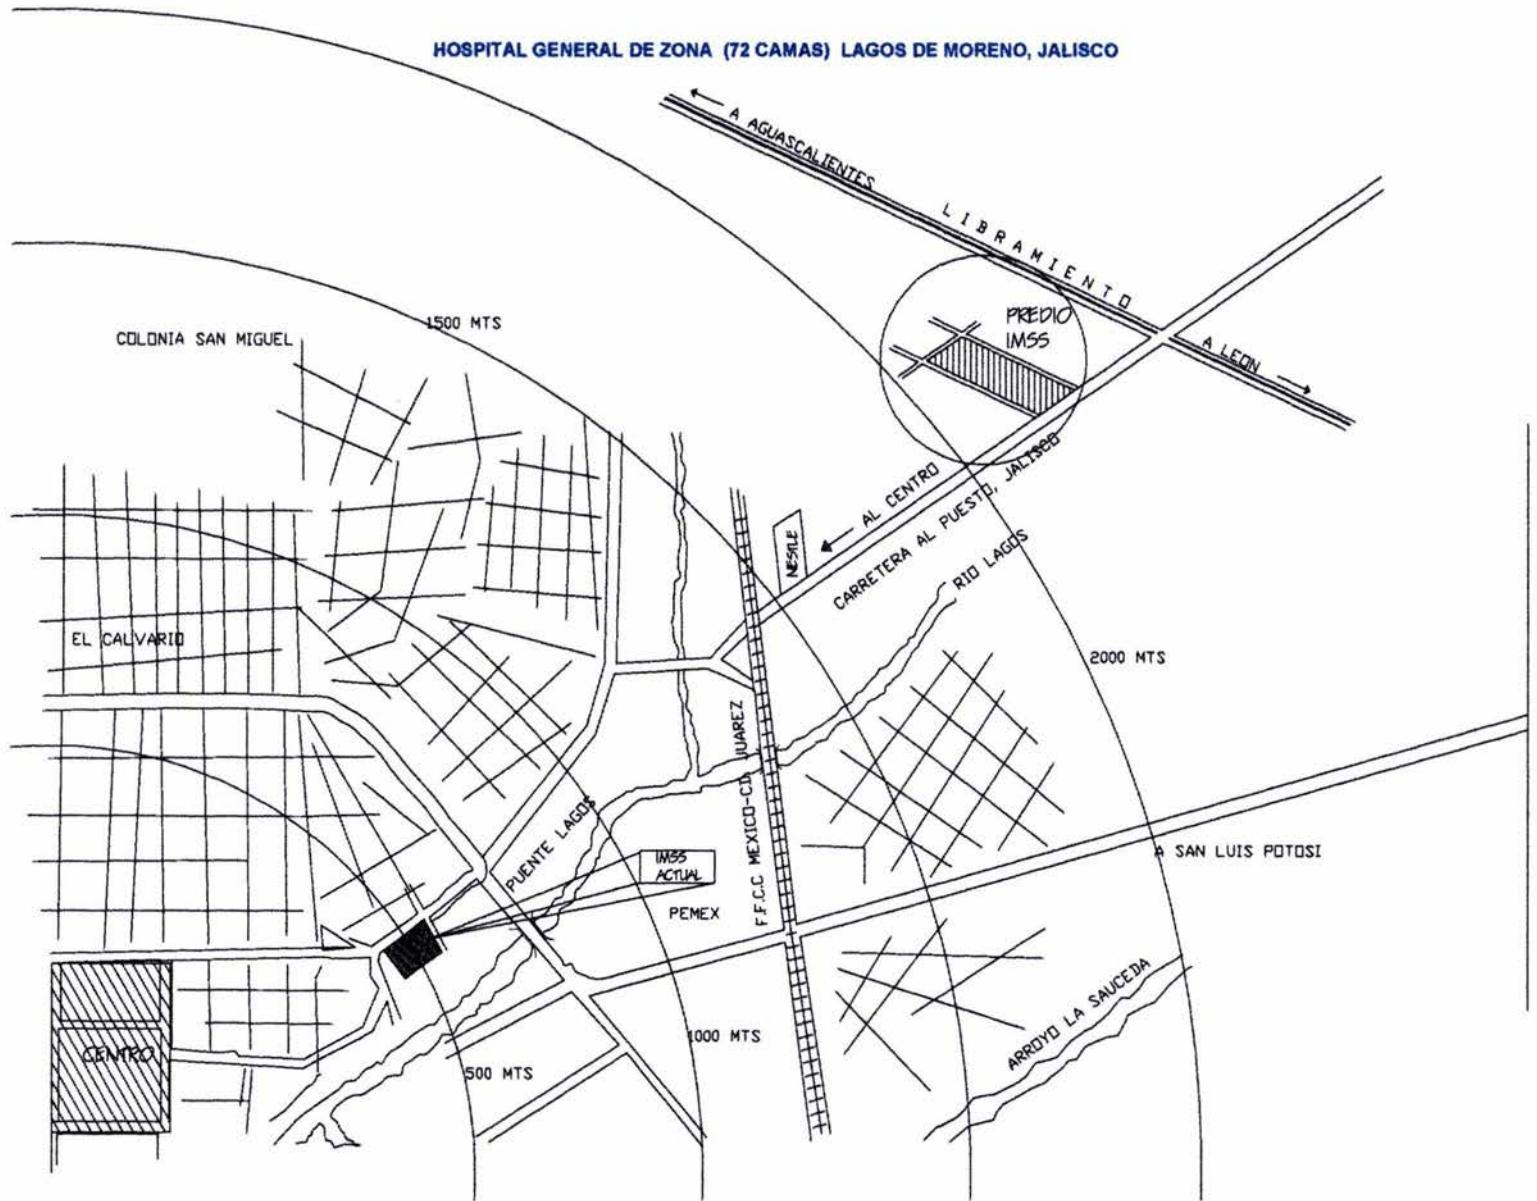 HOSPITAL GENERAL DE ZONA (72 CAMAS) LAGOS DE MORENO, JALISCO
A AGUASCALIENTES
LIBRAMIENTO
PREDIO
IMSS
A LEON
1500 MTS
COLONIA SAN MIGUEL
AL CENTRO
CARRETERA AL PUESTO, JALISCO
NESTLE
RIO LAGOS
EL CALVARIO
2000 MTS
F.F.C.C MEXICO-CD. JUAREZ
PUENTE LAGOS
IMSS
ACTUAL
PEMEX
A SAN LUIS POTOSI
ARROYO LA SAUCEDA
CENTRO
1000 MTS
500 MTS